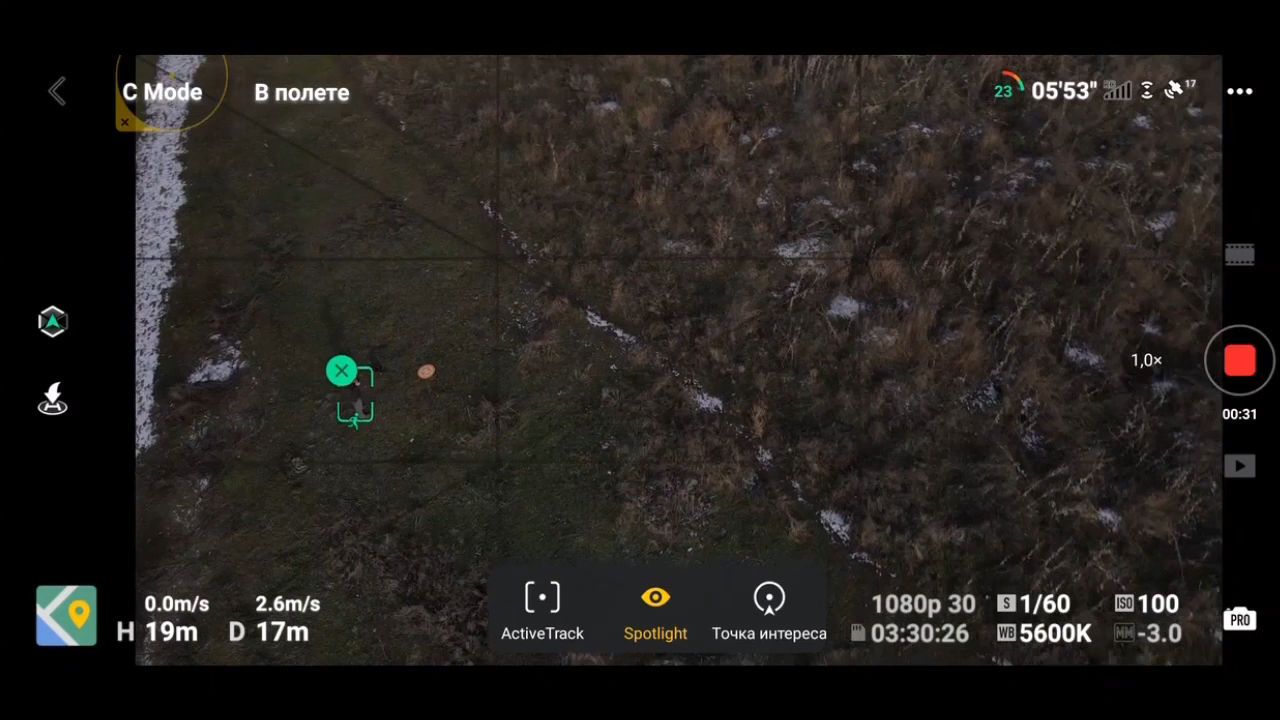 C Mode
В полете
23
05'53"
17
1,0×
00:31
0.0m/s
2.6m/s
H 19m
D 17m
ActiveTrack
Spotlight
Точка интереса
1080p 30
03:30:26
S 1/60
WB 5600K
ISO 100
MM -3.0
PRO